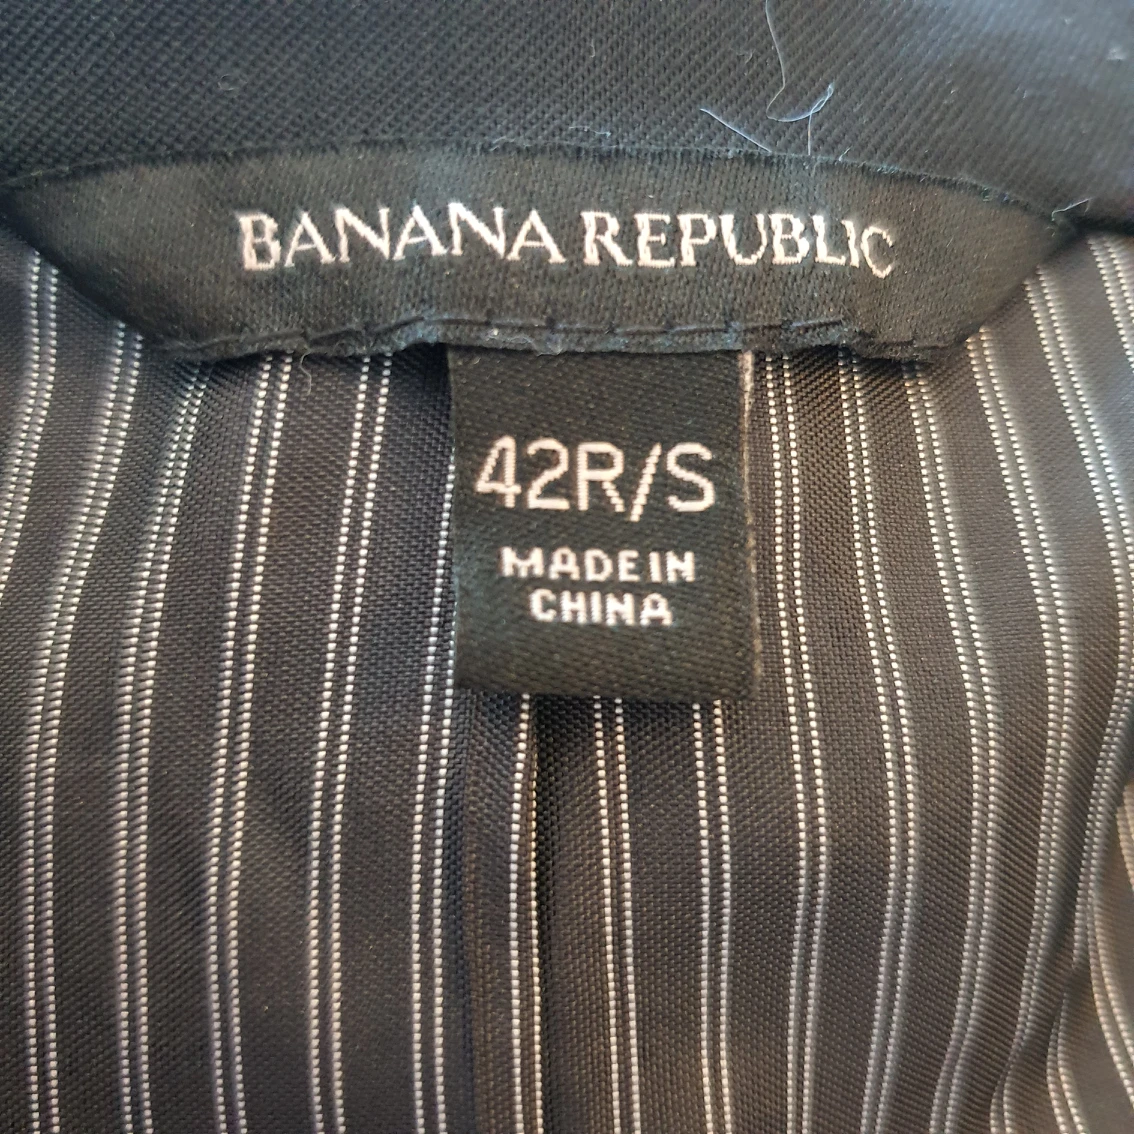 BANANA REPUBLIC
42R/S
MADE IN
CHINA